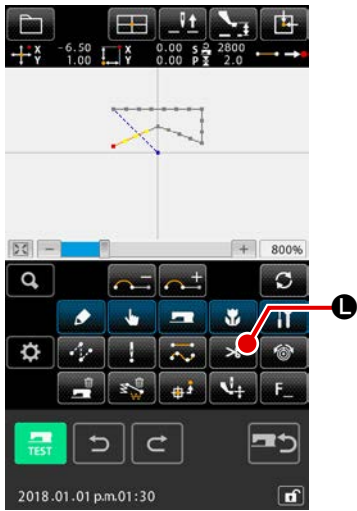 X -6.50 X 0.00 S 2800
Y 1.00 Y 0.00 P 2.0
800%
L
W
F_
TEST
2018.01.01 p.m.01:30